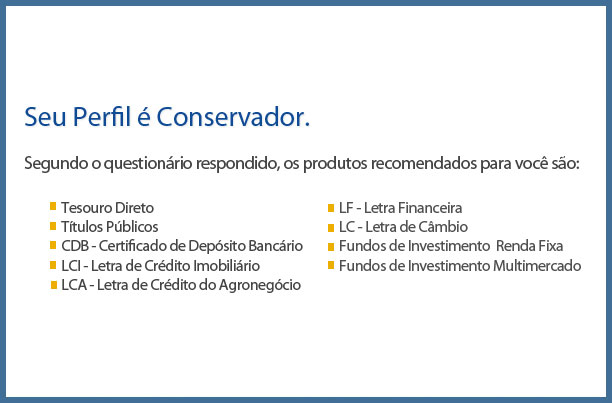 Seu Perfil é Conservador.
Segundo o questionário respondido, os produtos recomendados para você são:
Tesouro Direto
Títulos Públicos
CDB - Certificado de Depósito Bancário
LCI - Letra de Crédito Imobiliário
LCA - Letra de Crédito do Agronegócio
LF - Letra Financeira
LC - Letra de Câmbio
Fundos de Investimento Renda Fixa
Fundos de Investimento Multimercado